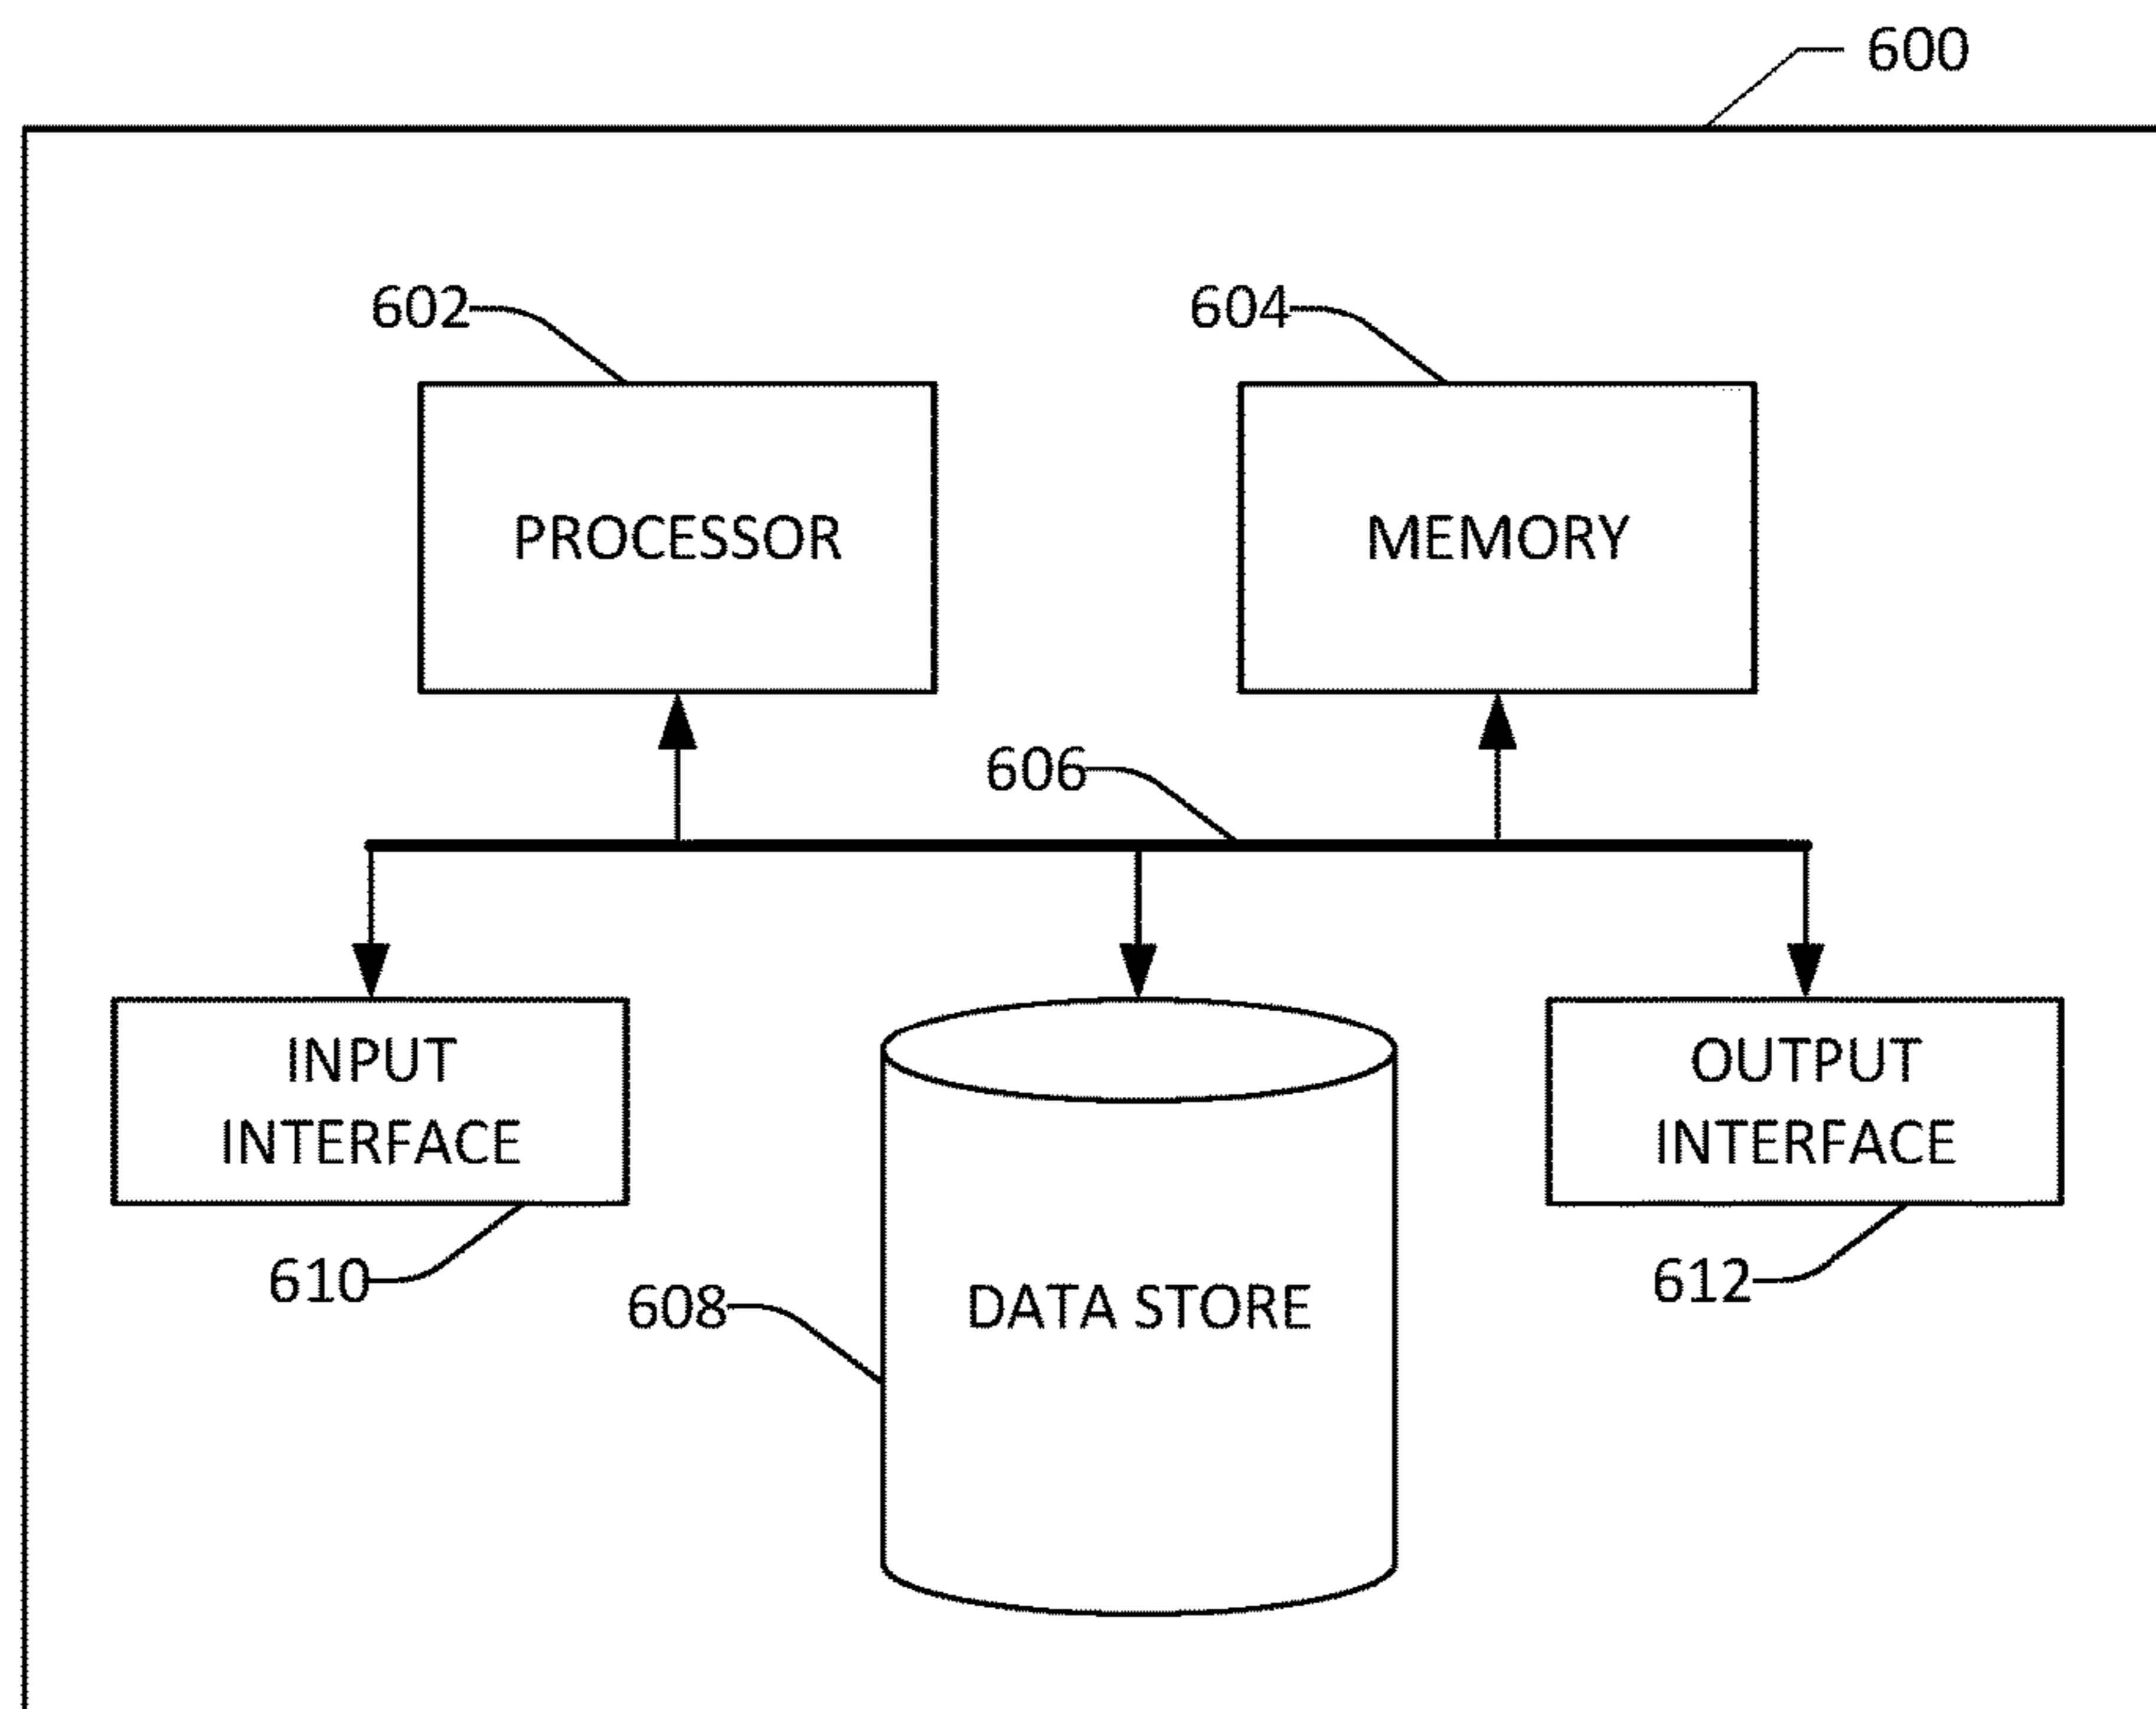 600
602
604
PROCESSOR
MEMORY
606
INPUT
INTERFACE
OUTPUT
INTERFACE
610
608
DATA STORE
612